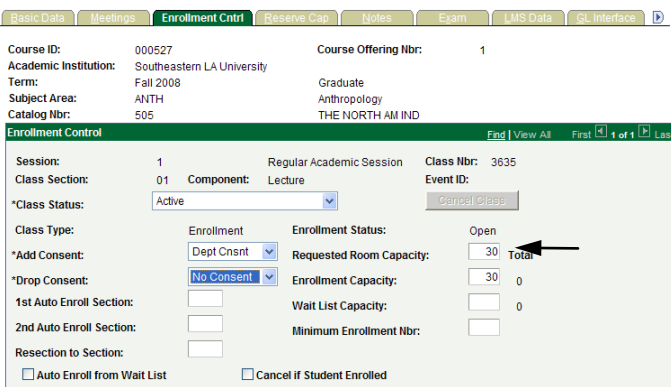 Basic Data Meetings Enrollment Cntrl Reserve Cap Notes Exam LMS Data GL Interface
Course ID: 000527 Course Offering Nbr: 1
Academic Institution: Southeastern LA University
Term: Fall 2008 Graduate
Subject Area: ANTH Anthropology
Catalog Nbr: 505 THE NORTH AM IND
Enrollment Control Find | View All First 1 of 1 Las
Session: 1 Regular Academic Session Class Nbr: 3635
Class Section: 01 Component: Lecture Event ID:
*Class Status: Active Cancel Class
Class Type: Enrollment Enrollment Status: Open
*Add Consent: Dept Cnsnt Requested Room Capacity: 30 Total
*Drop Consent: No Consent Enrollment Capacity: 30 0
1st Auto Enroll Section: Wait List Capacity: 0
2nd Auto Enroll Section: Minimum Enrollment Nbr:
Resection to Section:
Auto Enroll from Wait List Cancel if Student Enrolled